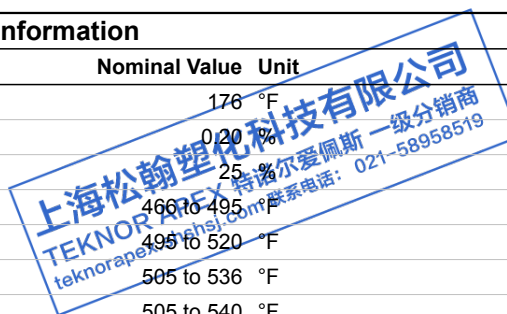 nformation
Nominal Value Unit
176 °F
0.20 %
25 %
466 to 495 °F
495 to 520 °F
505 to 536 °F
505 to 540 °F
上海松翰塑化科技有限公司
TEKNOR APEX 特诺尔爱佩斯 一级分销商
联系电话: 021-58958519